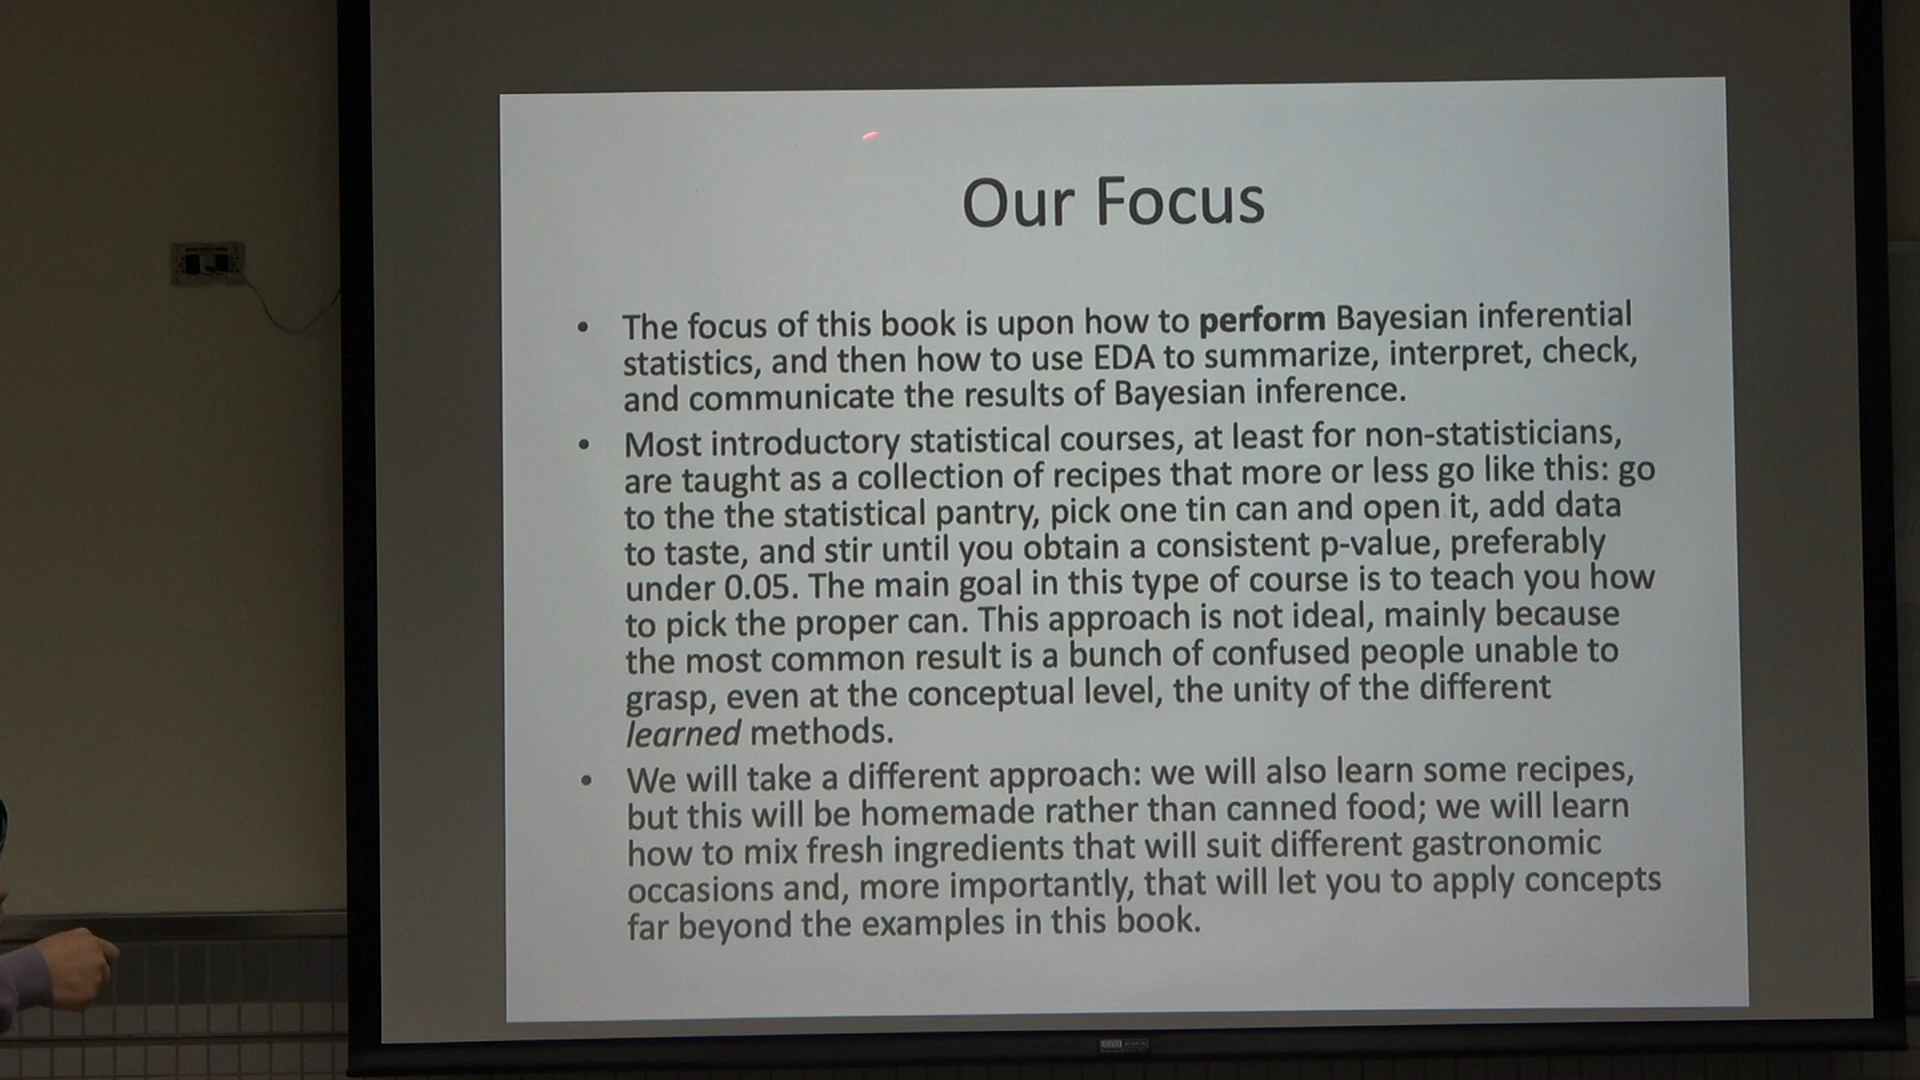 Our Focus
• The focus of this book is upon how to perform Bayesian inferential
statistics, and then how to use EDA to summarize, interpret, check,
and communicate the results of Bayesian inference.
• Most introductory statistical courses, at least for non-statisticians,
are taught as a collection of recipes that more or less go like this: go
to the the statistical pantry, pick one tin can and open it, add data
to taste, and stir until you obtain a consistent p-value, preferably
under 0.05. The main goal in this type of course is to teach you how
to pick the proper can. This approach is not ideal, mainly because
the most common result is a bunch of confused people unable to
grasp, even at the conceptual level, the unity of the different
learned methods.
• We will take a different approach: we will also learn some recipes,
but this will be homemade rather than canned food; we will learn
how to mix fresh ingredients that will suit different gastronomic
occasions and, more importantly, that will let you to apply concepts
far beyond the examples in this book.